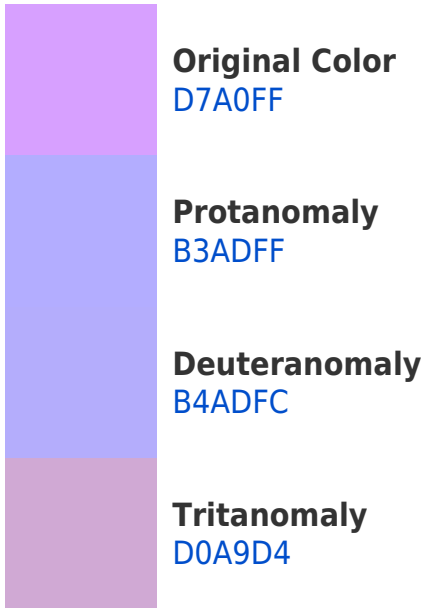 Original Color
D7A0FF
Protanomaly
B3ADFF
Deuteranomaly
B4ADFC
Tritanomaly
D0A9D4